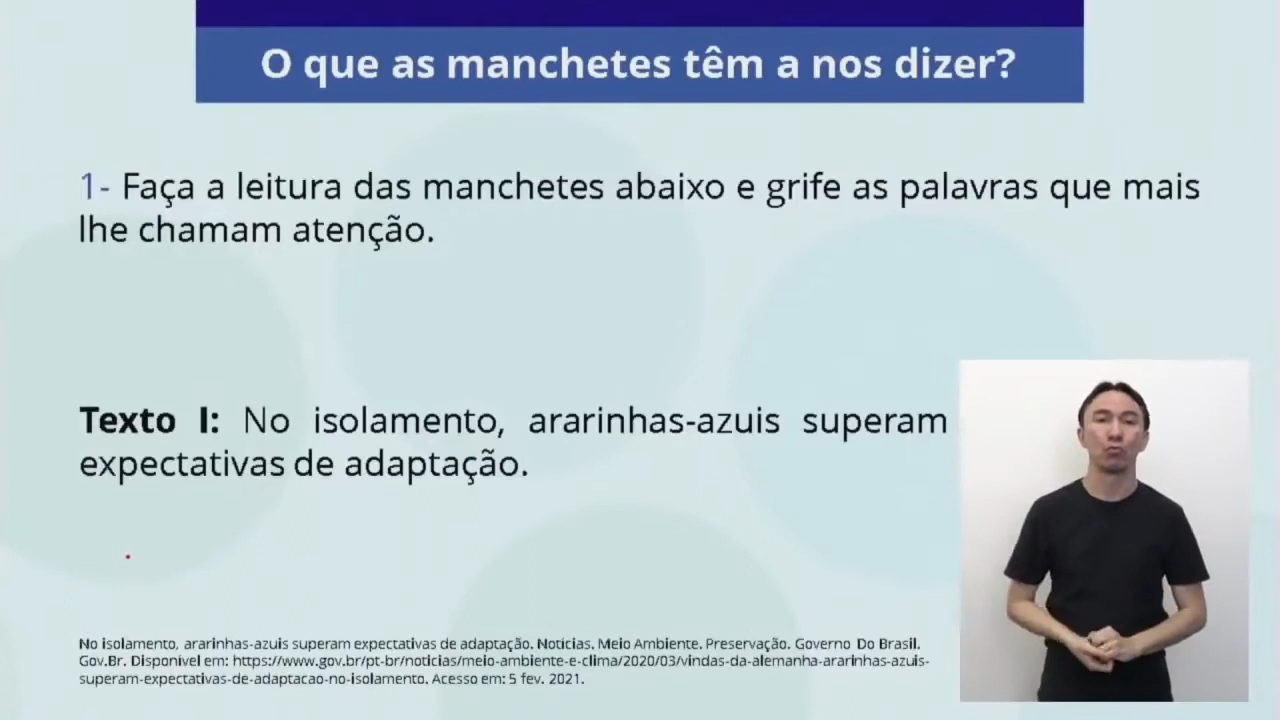 O que as manchetes têm a nos dizer?
1- Faça a leitura das manchetes abaixo e grife as palavras que mais
lhe chamam atenção.
Texto I: No isolamento, ararinhas-azuis superam
expectativas de adaptação.
No isolamento, ararinhas-azuis superam expectativas de adaptação. Notícias. Meio Ambiente. Preservação. Governo Do Brasil.
Gov.Br. Disponível em: https://www.gov.br/pt-br/noticias/meio-ambiente-e-clima/2020/03/vindas-da-alemanha-ararinhas-azuis-
superam-expectativas-de-adaptacao-no-isolamento. Acesso em: 5 fev. 2021.